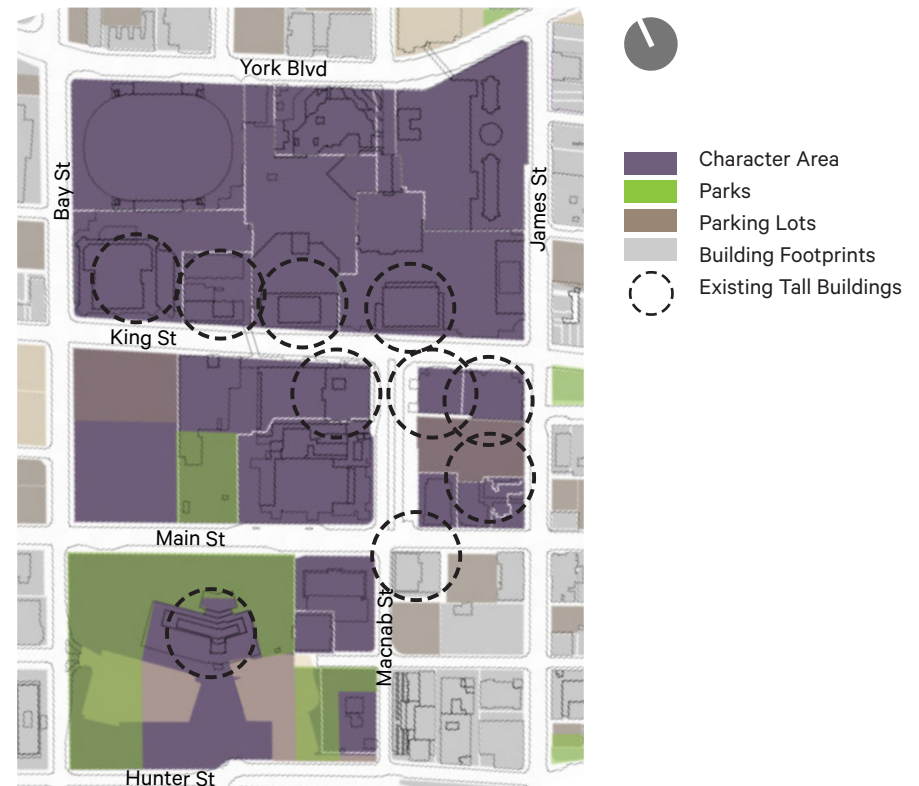 York Blvd
Bay St
James St
King St
Main St
Macnab St
Hunter St
Character Area
Parks
Parking Lots
Building Footprints
Existing Tall Buildings